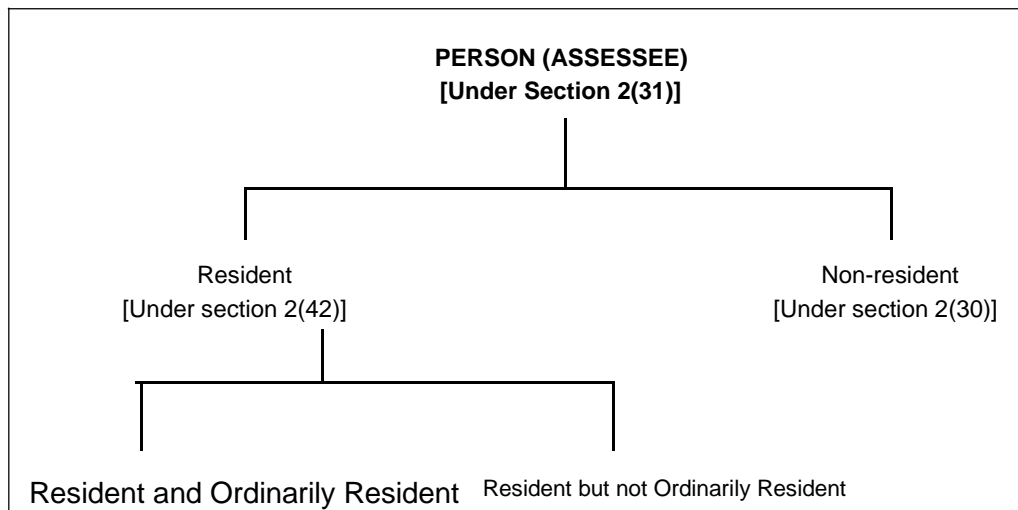 PERSON (ASSESSEE)
[Under Section 2(31)]
Resident
[Under section 2(42)]
Non-resident
[Under section 2(30)]
Resident and Ordinarily Resident
Resident but not Ordinarily Resident